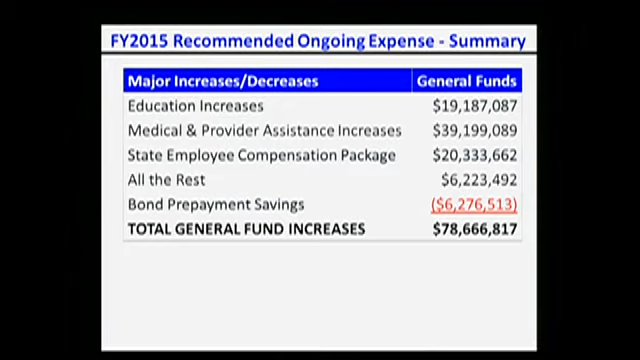 FY2015 Recommended Ongoing Expense - Summary
Major Increases/Decreases General Funds
Education Increases $19,187,087
Medical & Provider Assistance Increases $39,199,089
State Employee Compensation Package $20,333,662
All the Rest $6,223,492
Bond Prepayment Savings ($6,276,513)
TOTAL GENERAL FUND INCREASES $78,666,817